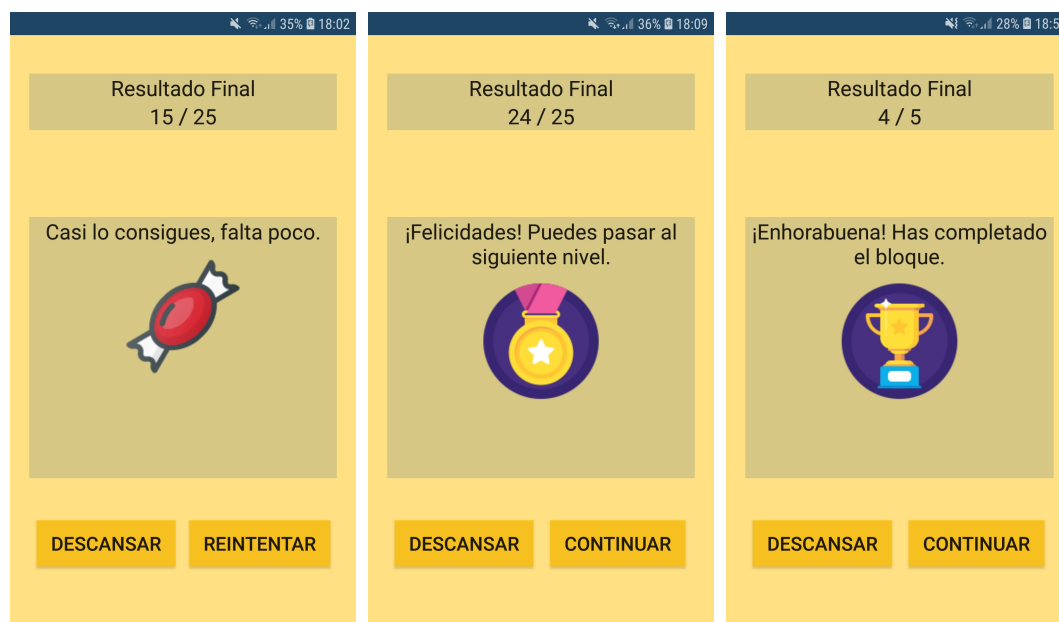 35% 18:02
Resultado Final
15 / 25
Casi lo consigues, falta poco.
DESCANSAR REINTENTAR
36% 18:09
Resultado Final
24 / 25
¡Felicidades! Puedes pasar al
siguiente nivel.
DESCANSAR CONTINUAR
28% 18:5
Resultado Final
4 / 5
¡Enhorabuena! Has completado
el bloque.
DESCANSAR CONTINUAR